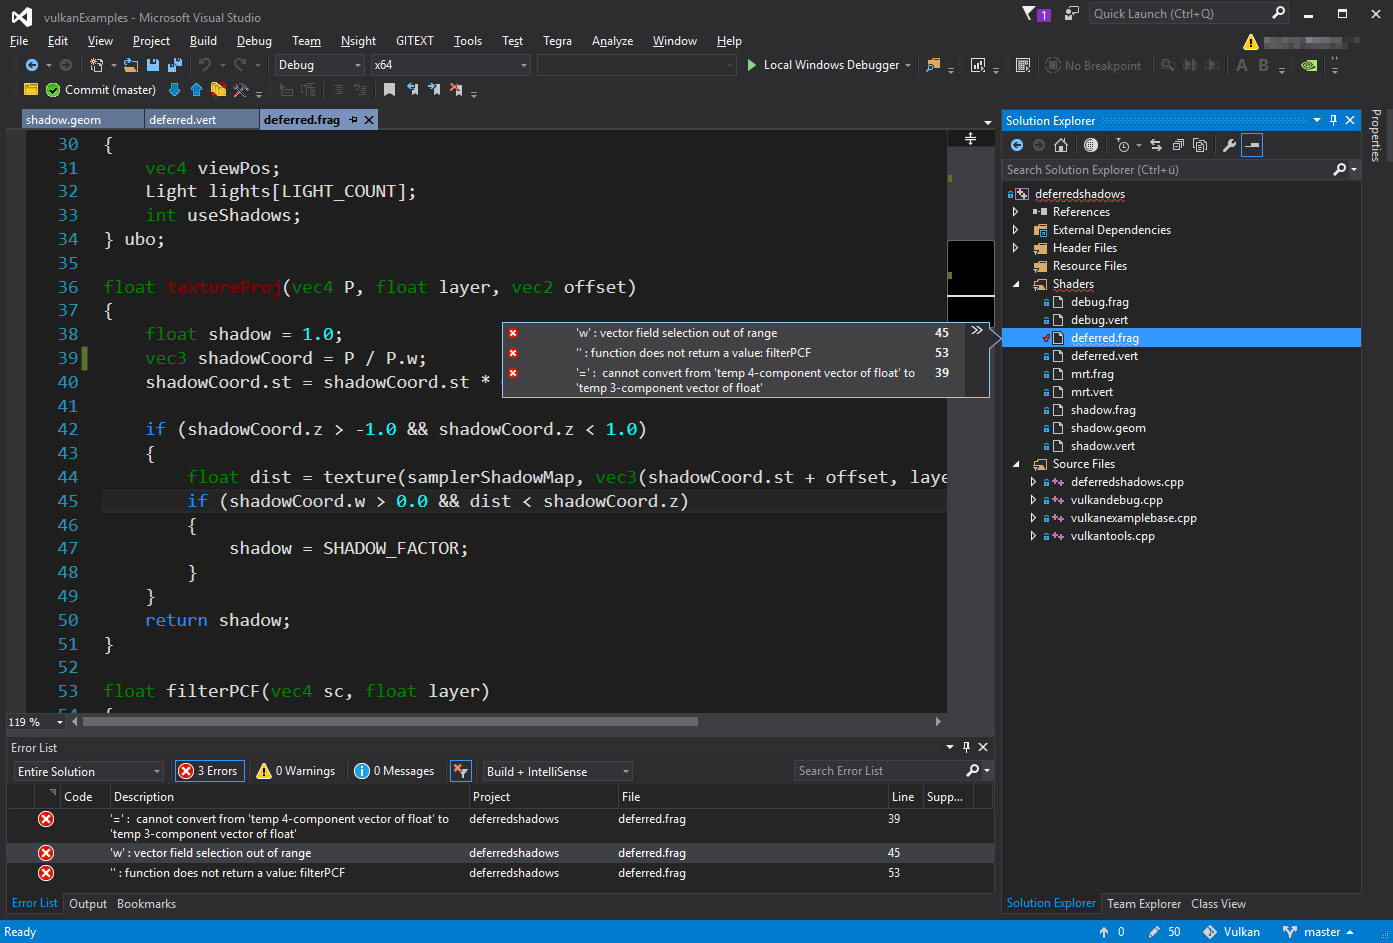 vulkanExamples - Microsoft Visual Studio
1
Quick Launch (Ctrl+Q)
File Edit View Project Build Debug Team Nsight GITEXT Tools Test Tegra Analyze Window Help
Debug x64 Local Windows Debugger No Breakpoint A B
Commit (master)
shadow.geom deferred.vert deferred.frag
30 {
31 vec4 viewPos;
32 Light lights[LIGHT_COUNT];
33 int useShadows;
34 } ubo;
35
36 float textureProj(vec4 P, float layer, vec2 offset)
37 {
38 float shadow = 1.0;
39 vec3 shadowCoord = P / P.w;
40 shadowCoord.st = shadowCoord.st *
41
42 if (shadowCoord.z > -1.0 && shadowCoord.z < 1.0)
43 {
44 float dist = texture(samplerShadowMap, vec3(shadowCoord.st + offset, laye
45 if (shadowCoord.w > 0.0 && dist < shadowCoord.z)
46 {
47 shadow = SHADOW_FACTOR;
48 }
49 }
50 return shadow;
51 }
52
53 float filterPCF(vec4 sc, float layer)
54 {
'w' : vector field selection out of range 45
'' : function does not return a value: filterPCF 53
'=' : cannot convert from 'temp 4-component vector of float' to 39
'temp 3-component vector of float'
119 %
Solution Explorer
Search Solution Explorer (Ctrl+ü)
deferredshadows
References
External Dependencies
Header Files
Resource Files
Shaders
debug.frag
debug.vert
deferred.frag
deferred.vert
mrt.frag
mrt.vert
shadow.frag
shadow.geom
shadow.vert
Source Files
deferredshadows.cpp
vulkandebug.cpp
vulkanexamplebase.cpp
vulkantools.cpp
Properties
Error List
Entire Solution 3 Errors 0 Warnings 0 Messages Build + IntelliSense Search Error List
Code Description Project File Line Supp...
'=' : cannot convert from 'temp 4-component vector of float' to deferredshadows deferred.frag 39
'temp 3-component vector of float'
'w' : vector field selection out of range deferredshadows deferred.frag 45
'' : function does not return a value: filterPCF deferredshadows deferred.frag 53
Error List Output Bookmarks
Solution Explorer Team Explorer Class View
Ready 0 50 Vulkan master